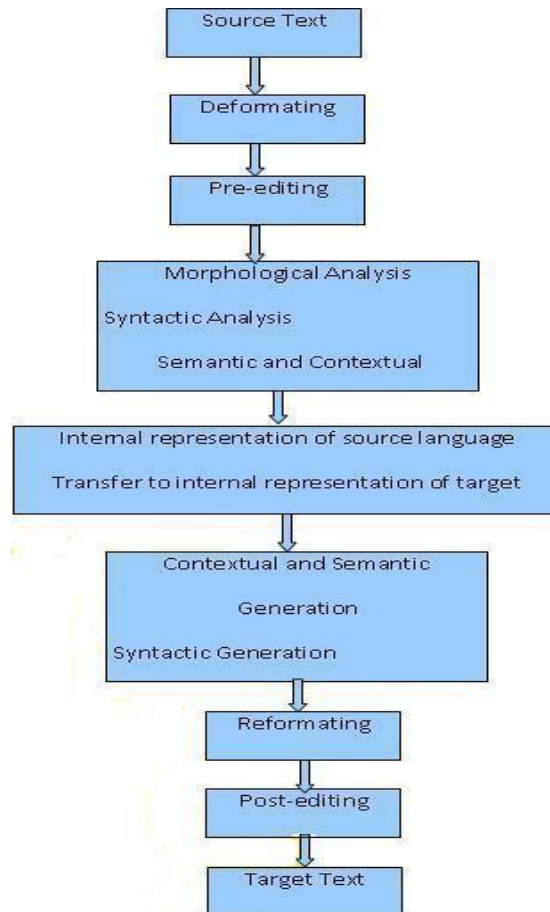 Source Text
Deformating
Pre-editing
Morphological Analysis
Syntactic Analysis
Semantic and Contextual
Internal representation of source language
Transfer to internal representation of target
Contextual and Semantic
Generation
Syntactic Generation
Reformating
Post-editing
Target Text